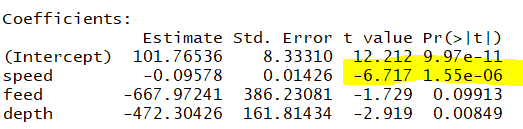 Coefficients:
Estimate Std. Error t value Pr(>|t|)
(Intercept) 101.76536 8.33310 12.212 9.97e-11
speed -0.09578 0.01426 -6.717 1.55e-06
feed -667.97241 386.23081 -1.729 0.09913
depth -472.30426 161.81434 -2.919 0.00849